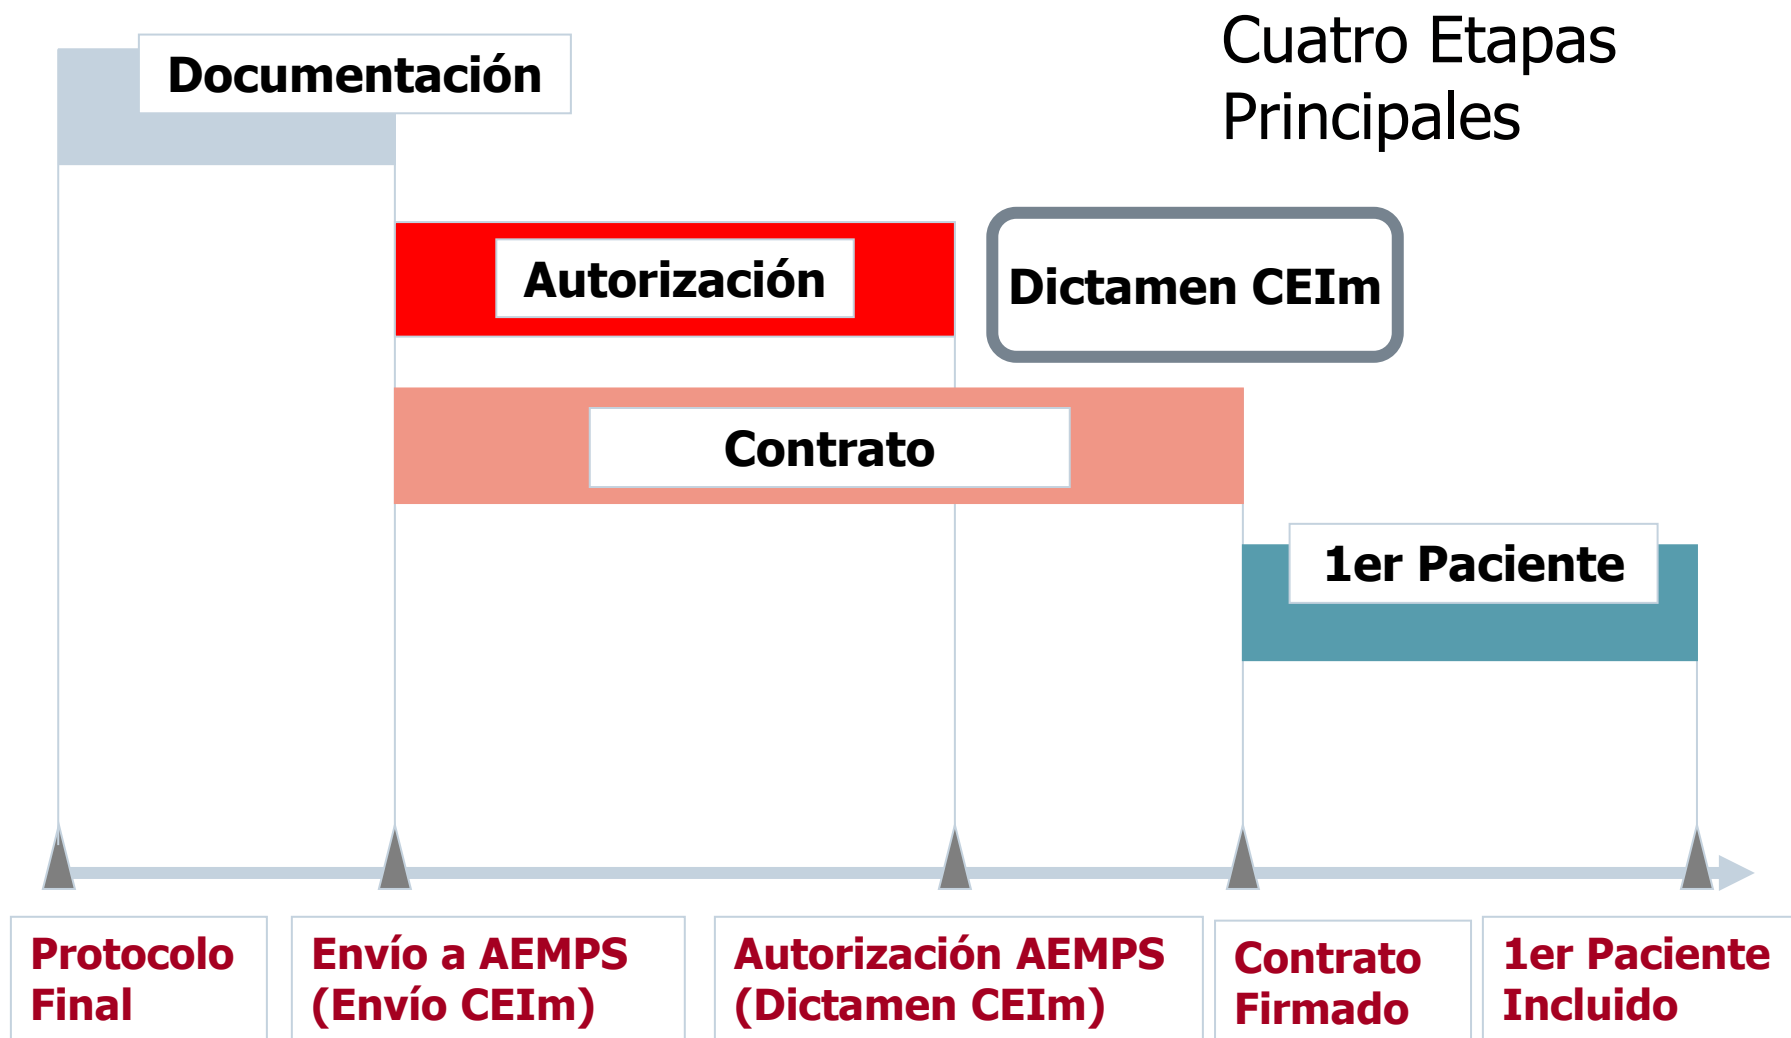 Cuatro Etapas
Principales
Documentación
Autorización
Dictamen CEIm
Contrato
1er Paciente
Protocolo
Final
Envío a AEMPS
(Envío CEIm)
Autorización AEMPS
(Dictamen CEIm)
Contrato
Firmado
1er Paciente
Incluido